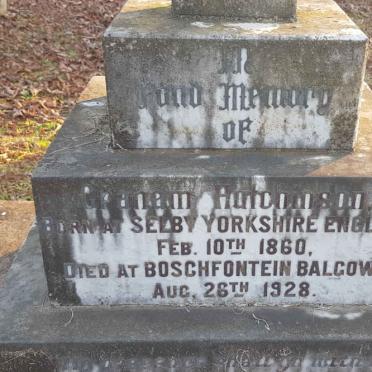 In
Fond Memory
of
Graham Hutchinson
BORN AT SELBY YORKSHIRE ENGL
FEB. 10TH 1860,
DIED AT BOSCHFONTEIN BALGOW
AUG. 26TH 1928.